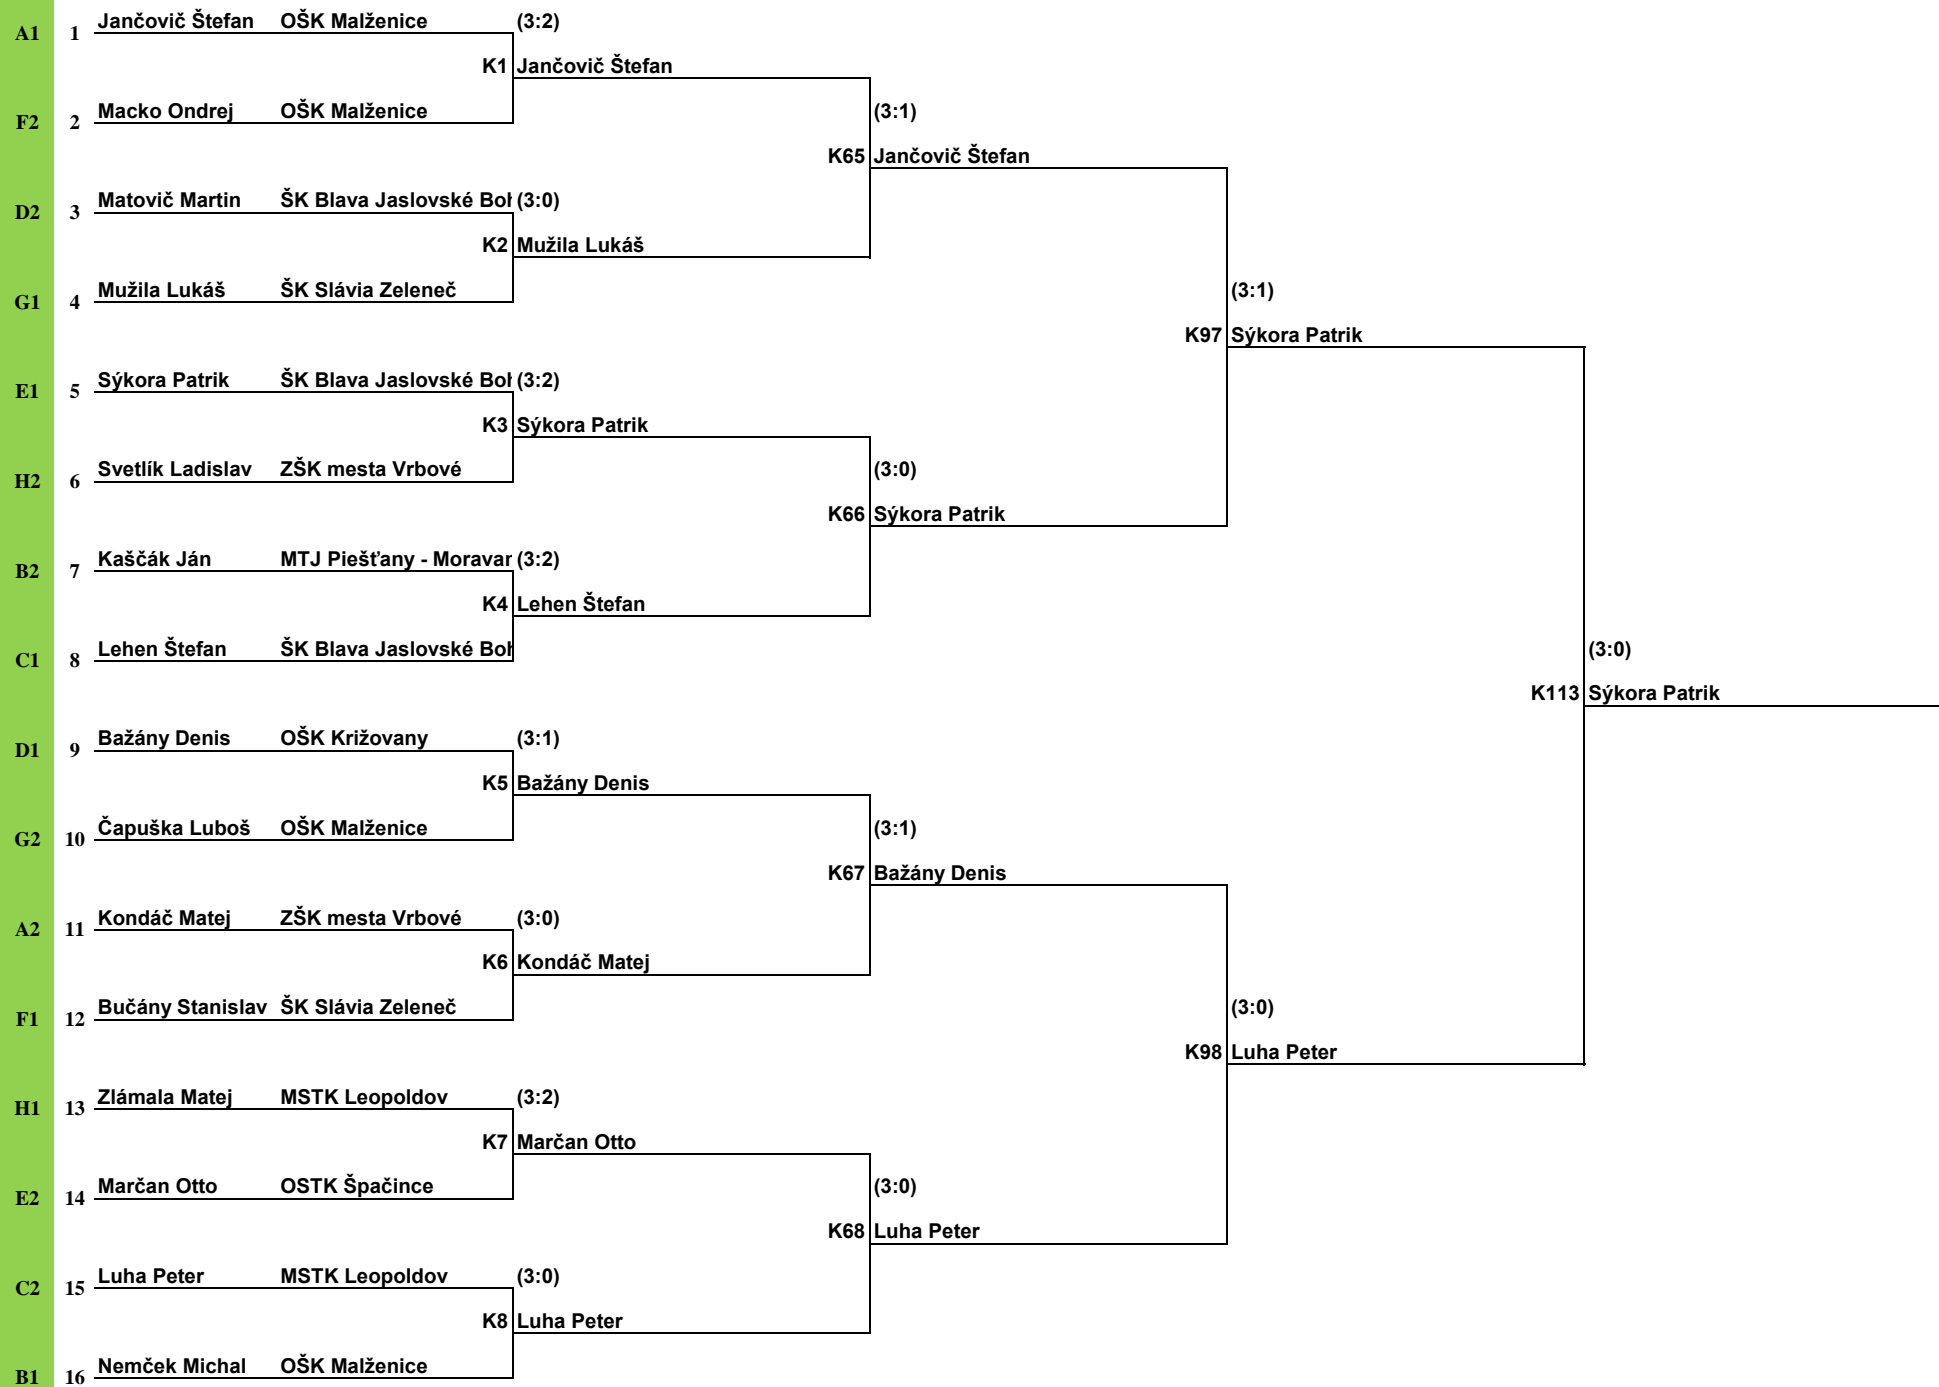 Jančovič Štefan OŠK Malženice (3:2)
A1 1
K1 Jančovič Štefan
Macko Ondrej OŠK Malženice (3:1)
F2 2
K65 Jančovič Štefan
Matovič Martin ŠK Blava Jaslovské Boh (3:0)
D2 3
K2 Mužila Lukáš
Mužila Lukáš ŠK Slávia Zeleneč (3:1)
G1 4
K97 Sýkora Patrik
Sýkora Patrik ŠK Blava Jaslovské Boh (3:2)
E1 5
K3 Sýkora Patrik
Svetlík Ladislav ZŠK mesta Vrbové (3:0)
H2 6
K66 Sýkora Patrik
Kaščák Ján MTJ Piešťany - Moravan (3:2)
B2 7
K4 Lehen Štefan
Lehen Štefan ŠK Blava Jaslovské Boh (3:0)
C1 8
K113 Sýkora Patrik
Bažány Denis OŠK Križovany (3:1)
D1 9
K5 Bažány Denis
Čapuška Luboš OŠK Malženice (3:1)
G2 10
K67 Bažány Denis
Kondáč Matej ZŠK mesta Vrbové (3:0)
A2 11
K6 Kondáč Matej
Bučány Stanislav ŠK Slávia Zeleneč (3:0)
F1 12
K98 Luha Peter
Zlámala Matej MSTK Leopoldov (3:2)
H1 13
K7 Marčan Otto
Marčan Otto OSTK Špačince (3:0)
E2 14
K68 Luha Peter
Luha Peter MSTK Leopoldov (3:0)
C2 15
K8 Luha Peter
Nemček Michal OŠK Malženice
B1 16